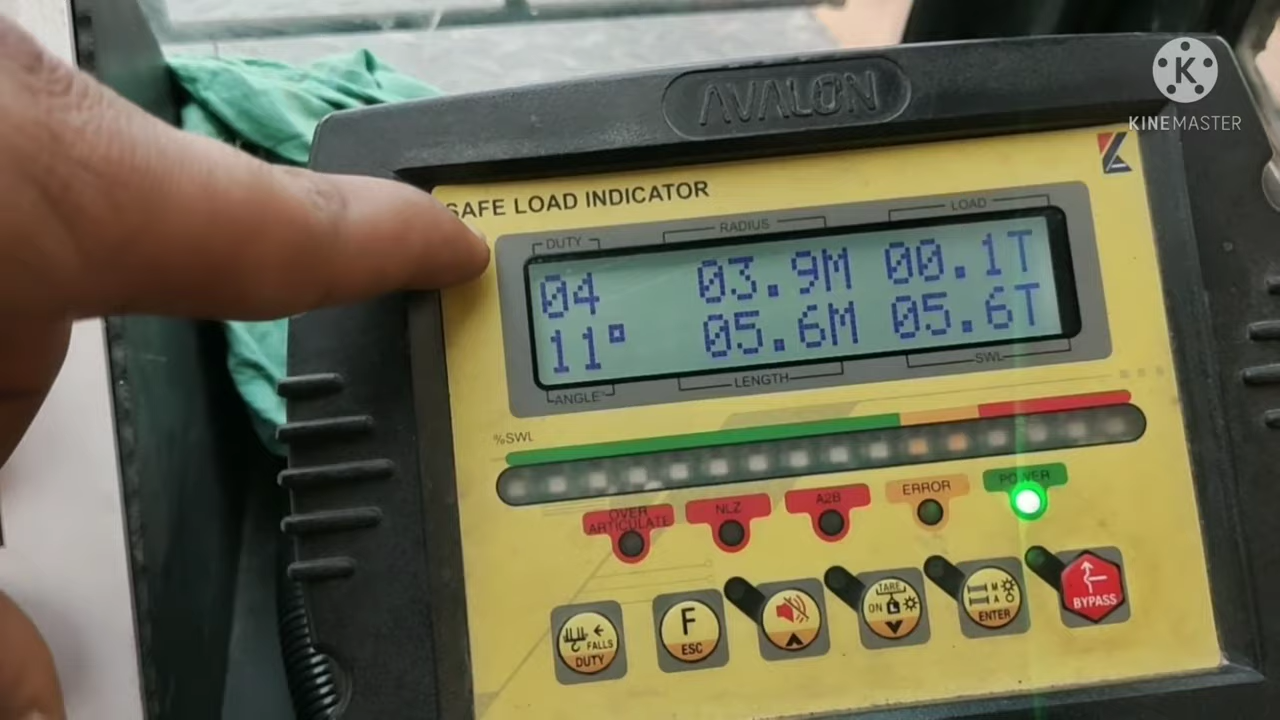 AVALON
K
KINEMASTER
SAFE LOAD INDICATOR
DUTY RADIUS LOAD
04 03.9M 00.1T
11° 05.6M 05.6T
ANGLE LENGTH SWL
%SWL
OVER ARTICULATE NLZ A2B ERROR POWER
FALLS DUTY
F ESC
TARE ON
M A ENTER
BYPASS